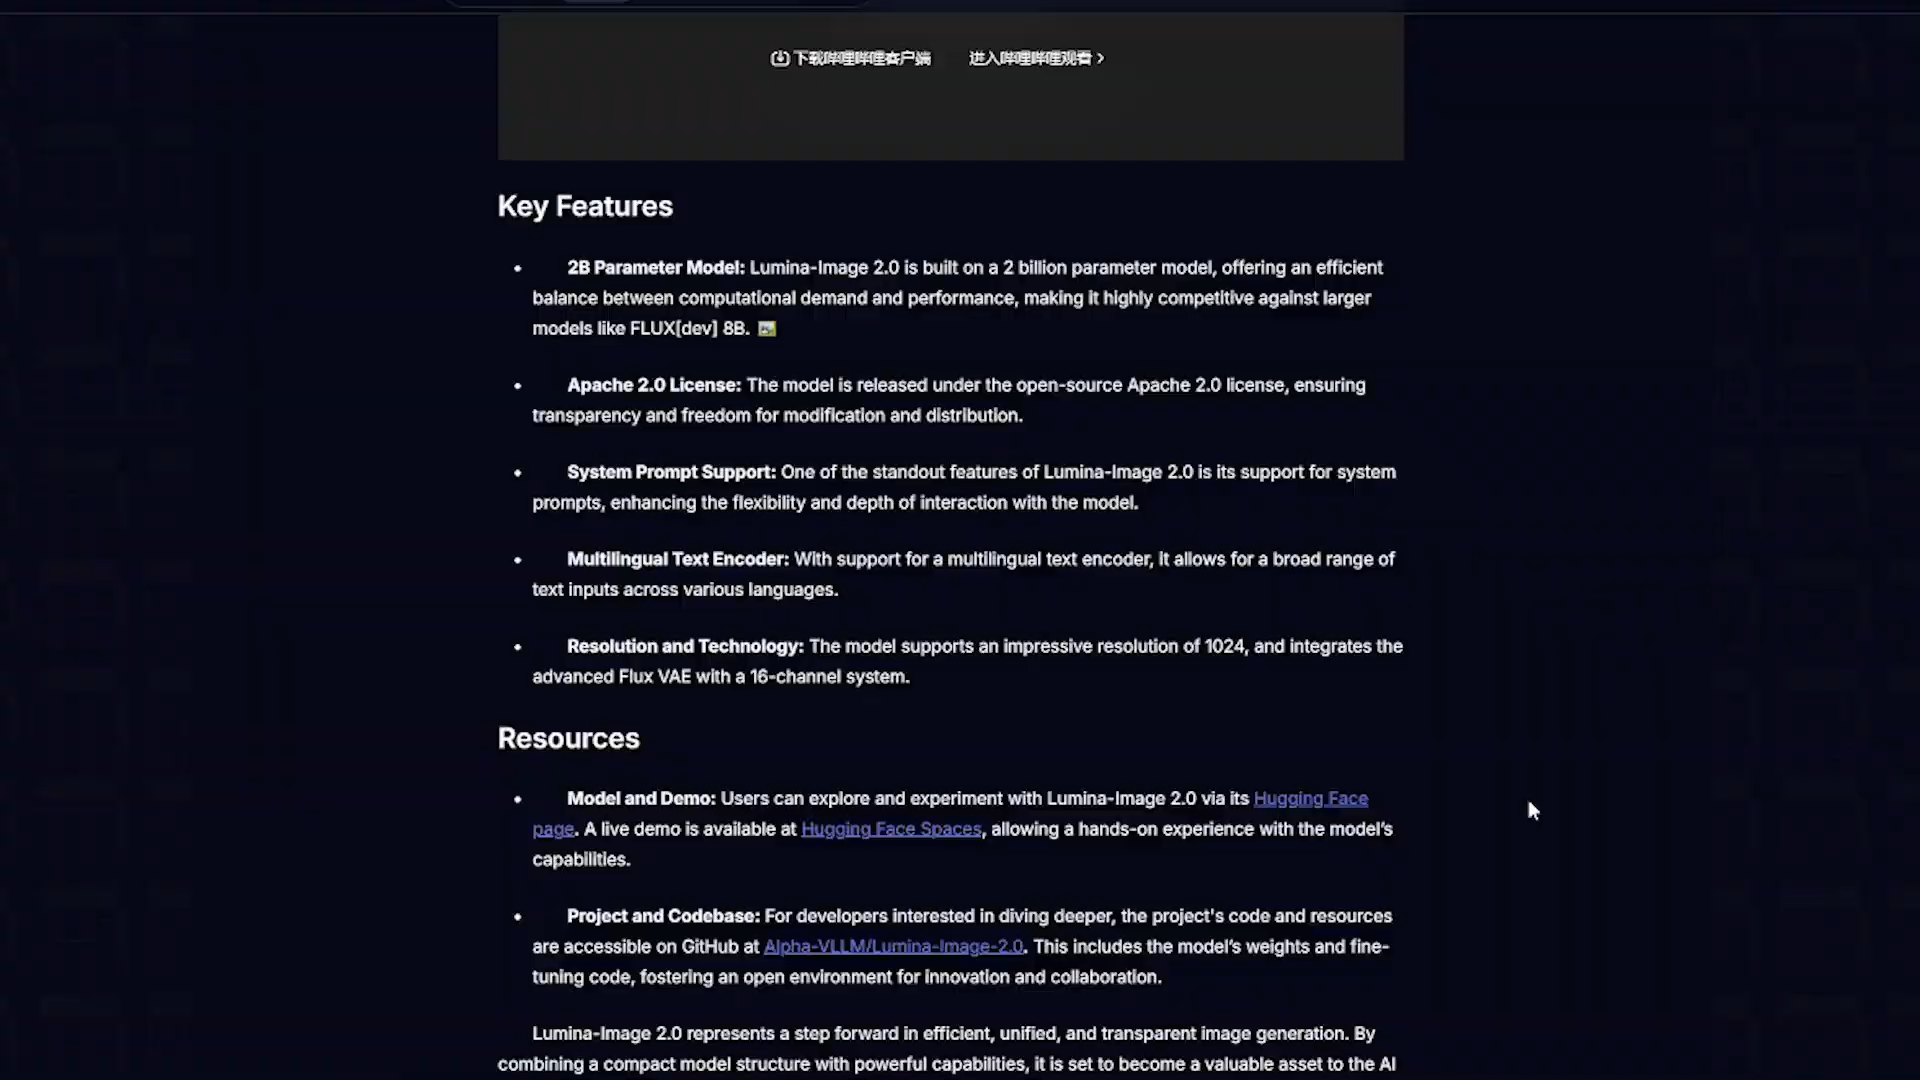 下载哔哩哔哩客户端 进入哔哩哔哩观看
Key Features
• 2B Parameter Model: Lumina-Image 2.0 is built on a 2 billion parameter model, offering an efficient
balance between computational demand and performance, making it highly competitive against larger
models like FLUX[dev] 8B.
• Apache 2.0 License: The model is released under the open-source Apache 2.0 license, ensuring
transparency and freedom for modification and distribution.
• System Prompt Support: One of the standout features of Lumina-Image 2.0 is its support for system
prompts, enhancing the flexibility and depth of interaction with the model.
• Multilingual Text Encoder: With support for a multilingual text encoder, it allows for a broad range of
text inputs across various languages.
• Resolution and Technology: The model supports an impressive resolution of 1024, and integrates the
advanced Flux VAE with a 16-channel system.
Resources
• Model and Demo: Users can explore and experiment with Lumina-Image 2.0 via its Hugging Face
page. A live demo is available at Hugging Face Spaces, allowing a hands-on experience with the model’s
capabilities.
• Project and Codebase: For developers interested in diving deeper, the project's code and resources
are accessible on GitHub at Alpha-VLLM/Lumina-Image-2.0. This includes the model’s weights and fine-
tuning code, fostering an open environment for innovation and collaboration.
Lumina-Image 2.0 represents a step forward in efficient, unified, and transparent image generation. By
combining a compact model structure with powerful capabilities, it is set to become a valuable asset to the AI